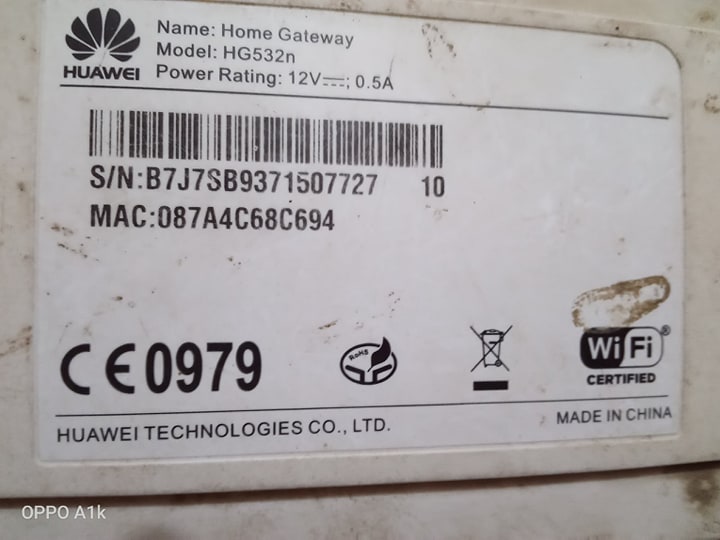 HUAWEI
Name: Home Gateway
Model: HG532n
Power Rating: 12V⎓; 0.5A
S/N:B7J7SB9371507727 10
MAC:087A4C68C694
CE0979
RoHS
WiFi®
CERTIFIED
HUAWEI TECHNOLOGIES CO., LTD.
MADE IN CHINA
OPPO A1k